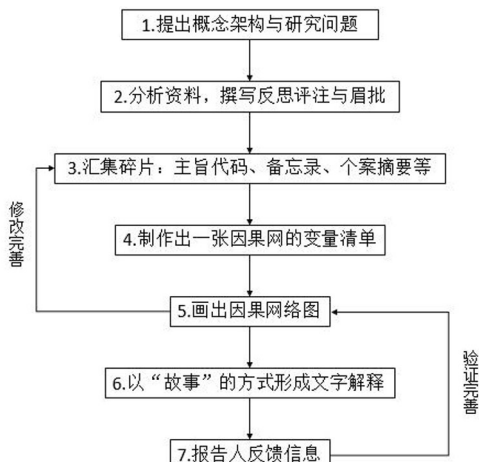 1.提出概念架构与研究问题
2.分析资料，撰写反思评注与眉批
3.汇集碎片：主旨代码、备忘录、个案摘要等
修改完善
4.制作出一张因果网的变量清单
5.画出因果网络图
6.以“故事”的方式形成文字解释
验证完善
7.报告人反馈信息